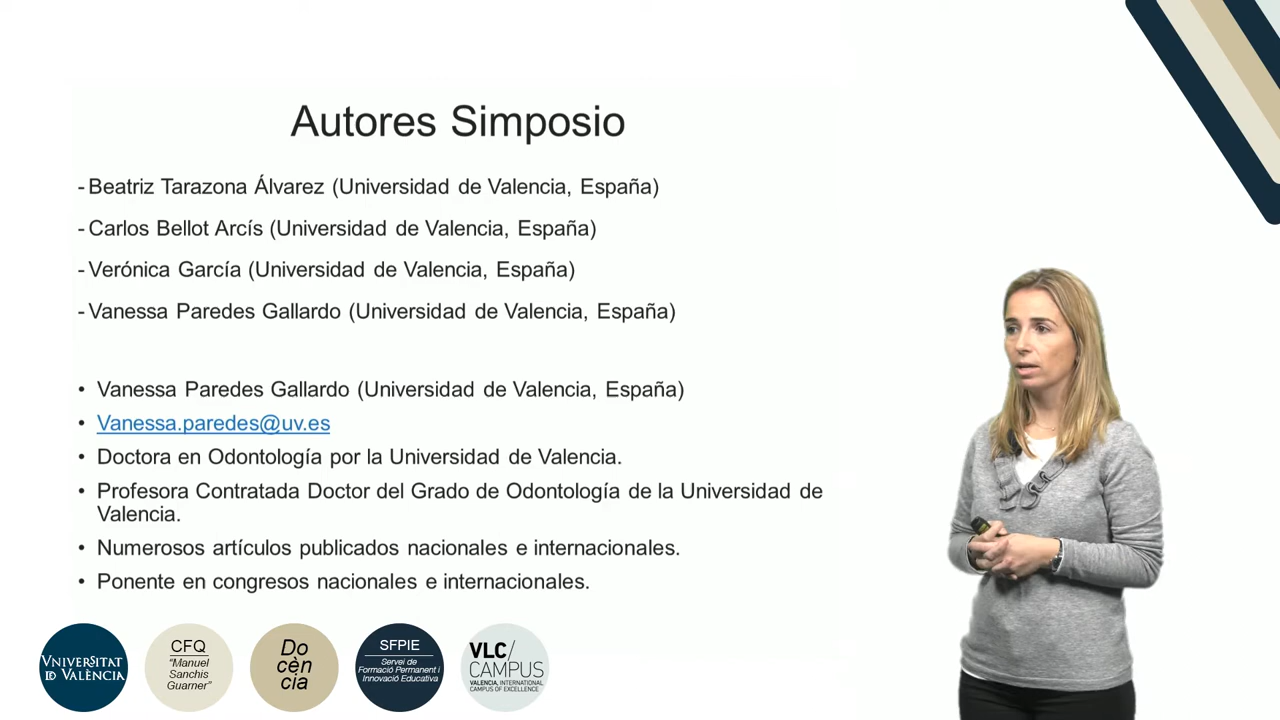 Autores Simposio
- Beatriz Tarazona Álvarez (Universidad de Valencia, España)
- Carlos Bellot Arcís (Universidad de Valencia, España)
- Verónica García (Universidad de Valencia, España)
- Vanessa Paredes Gallardo (Universidad de Valencia, España)
• Vanessa Paredes Gallardo (Universidad de Valencia, España)
• Vanessa.paredes@uv.es
• Doctora en Odontología por la Universidad de Valencia.
• Profesora Contratada Doctor del Grado de Odontología de la Universidad de
Valencia.
• Numerosos artículos publicados nacionales e internacionales.
• Ponente en congresos nacionales e internacionales.
VNIVERSITAT
ID VALÈNCIA
CFQ
"Manuel
Sanchis
Guarner"
Do
cèn
cia
SFPIE
Servei de
Formació Permanent i
Innovació Educativa
VLC/
CAMPUS
VALENCIA, INTERNATIONAL
CAMPUS OF EXCELLENCE